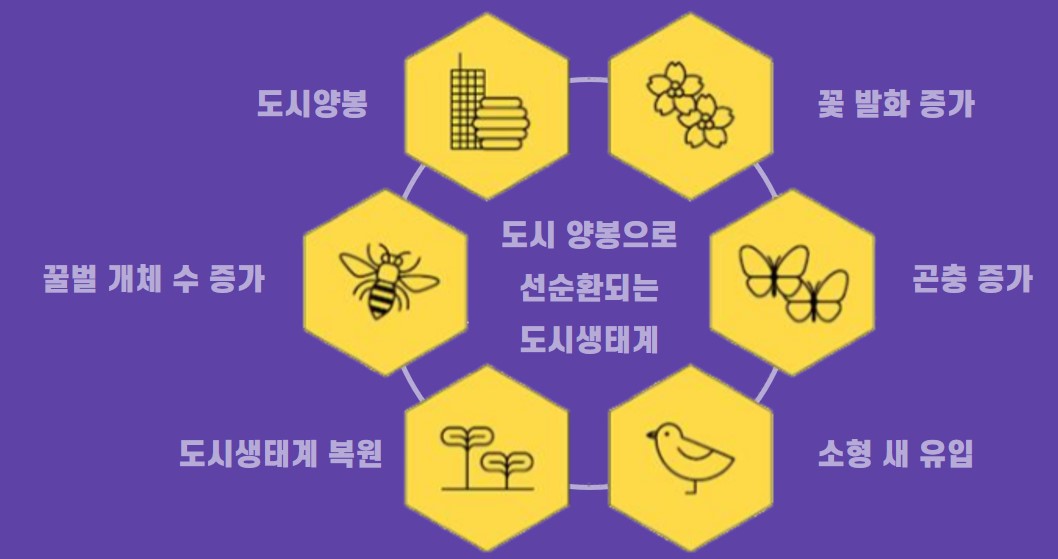 도시양봉
꽃 발화 증가
도시 양봉으로
선순환되는
도시생태계
꿀벌 개체 수 증가
곤충 증가
도시생태계 복원
소형 새 유입